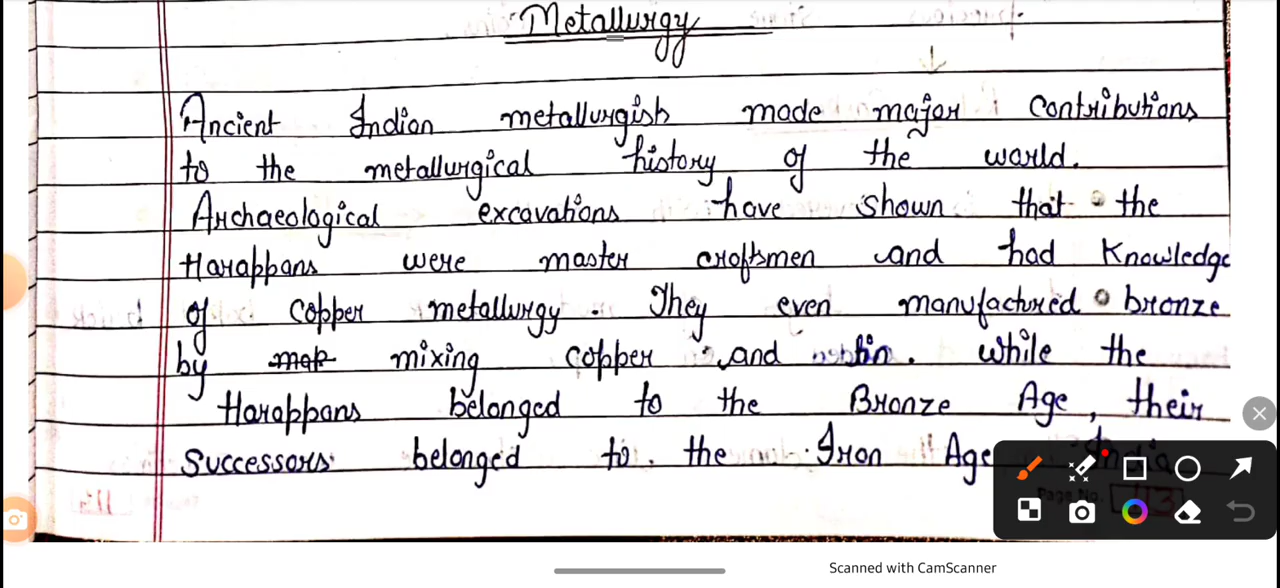 Metallurgy
Ancient Indian metallurgists made major contributions
to the metallurgical history of the world.
Archaeological excavations have shown that the
Harappans were master craftsmen and had knowledge
of copper metallurgy. They even manufactured bronze
by mixing copper and tin. while the
Harappans belonged to the Bronze Age, their
successors belonged to the Iron Age
Scanned with CamScanner